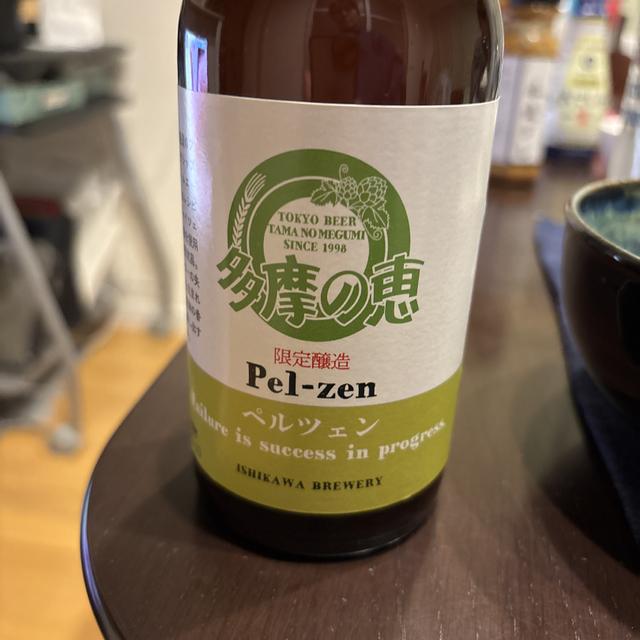 TOKYO BEER
TAMA NO MEGUMI
SINCE 1998
多摩の恵
限定醸造
Pel-zen
ペルツェン
Failure is success in progress
ISHIKAWA BREWERY